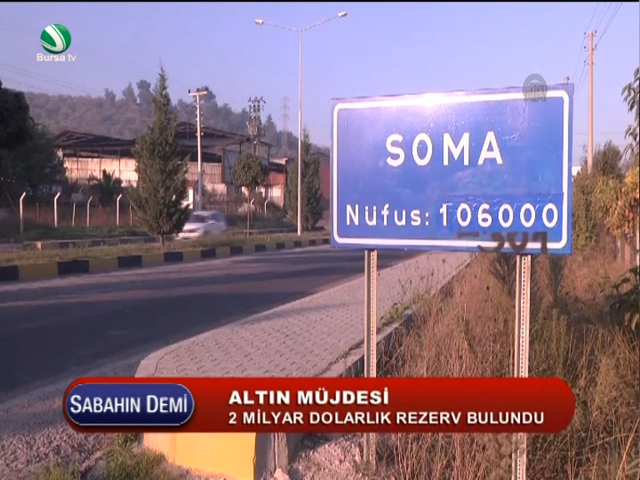 Bursa tv
SOMA
Nüfus: 106000
SABAHIN DEMİ
ALTIN MÜJDESİ
2 MİLYAR DOLARLIK REZERV BULUNDU